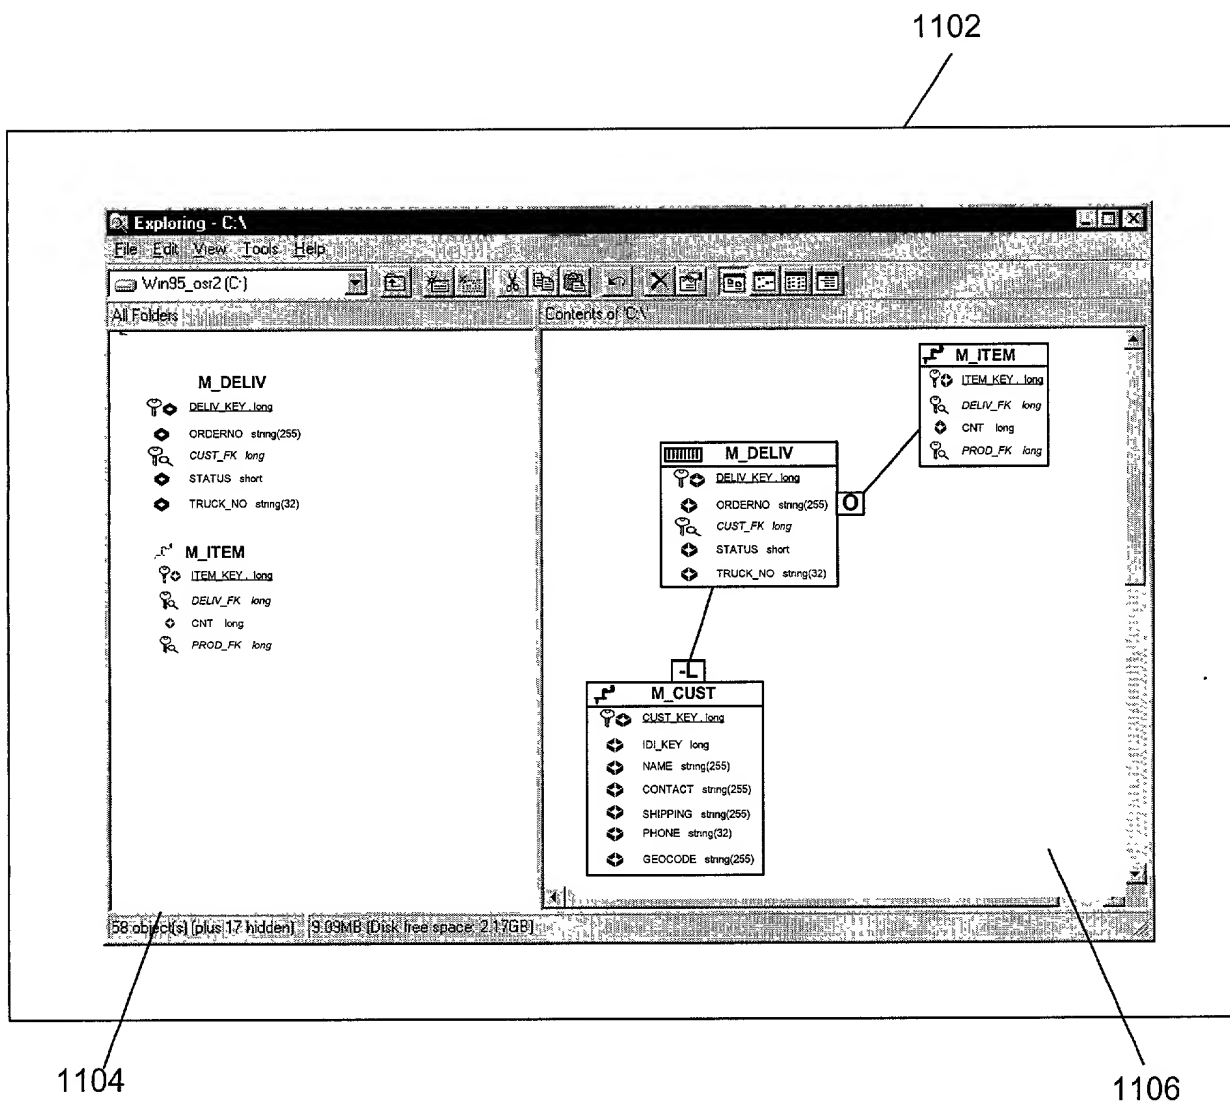 1102
Exploring - C:\
File Edit View Tools Help
Win95_osr2 (C:)
All Folders
Contents of 'C:\'
M_DELIV
DELIV_KEY . long
ORDERNO string(255)
CUST_FK long
STATUS short
TRUCK_NO string(32)
M_ITEM
ITEM_KEY . long
DELIV_FK long
CNT long
PROD_FK long
M_ITEM
ITEM_KEY . long
DELIV_FK long
CNT long
PROD_FK long
M_DELIV
DELIV_KEY . long
ORDERNO string(255)
CUST_FK long
STATUS short
TRUCK_NO string(32)
O
-L
M_CUST
CUST_KEY . long
IDI_KEY long
NAME string(255)
CONTACT string(255)
SHIPPING string(255)
PHONE string(32)
GEOCODE string(255)
58 object(s) (plus 17 hidden) 9.09MB (Disk free space: 2.17GB)
1104
1106